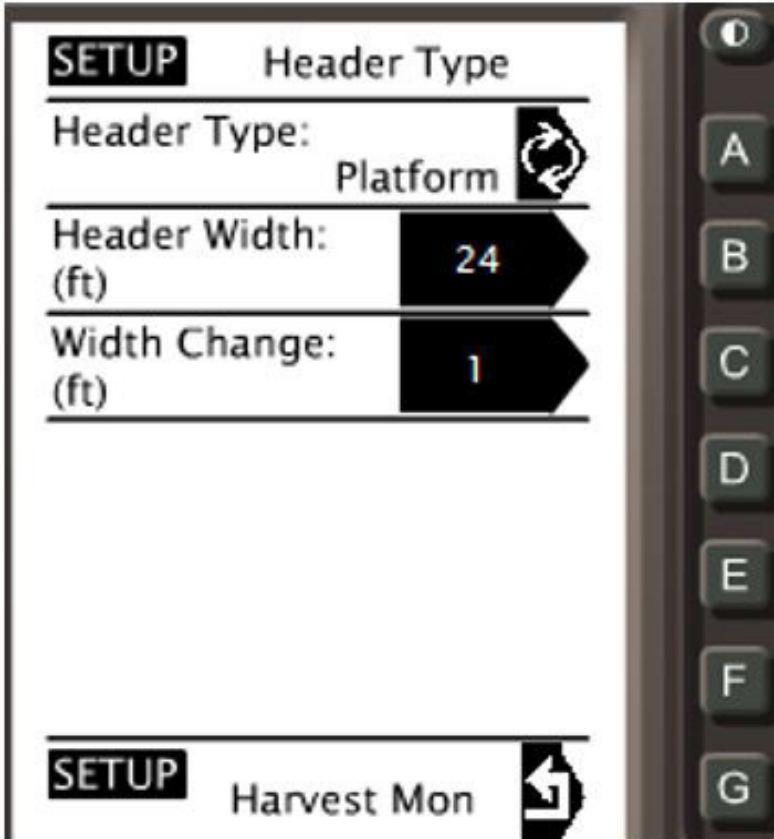 SETUP Header Type
Header Type:
Platform
A
Header Width:
(ft)
24
B
Width Change:
(ft)
1
C
D
E
F
SETUP
Harvest Mon
G